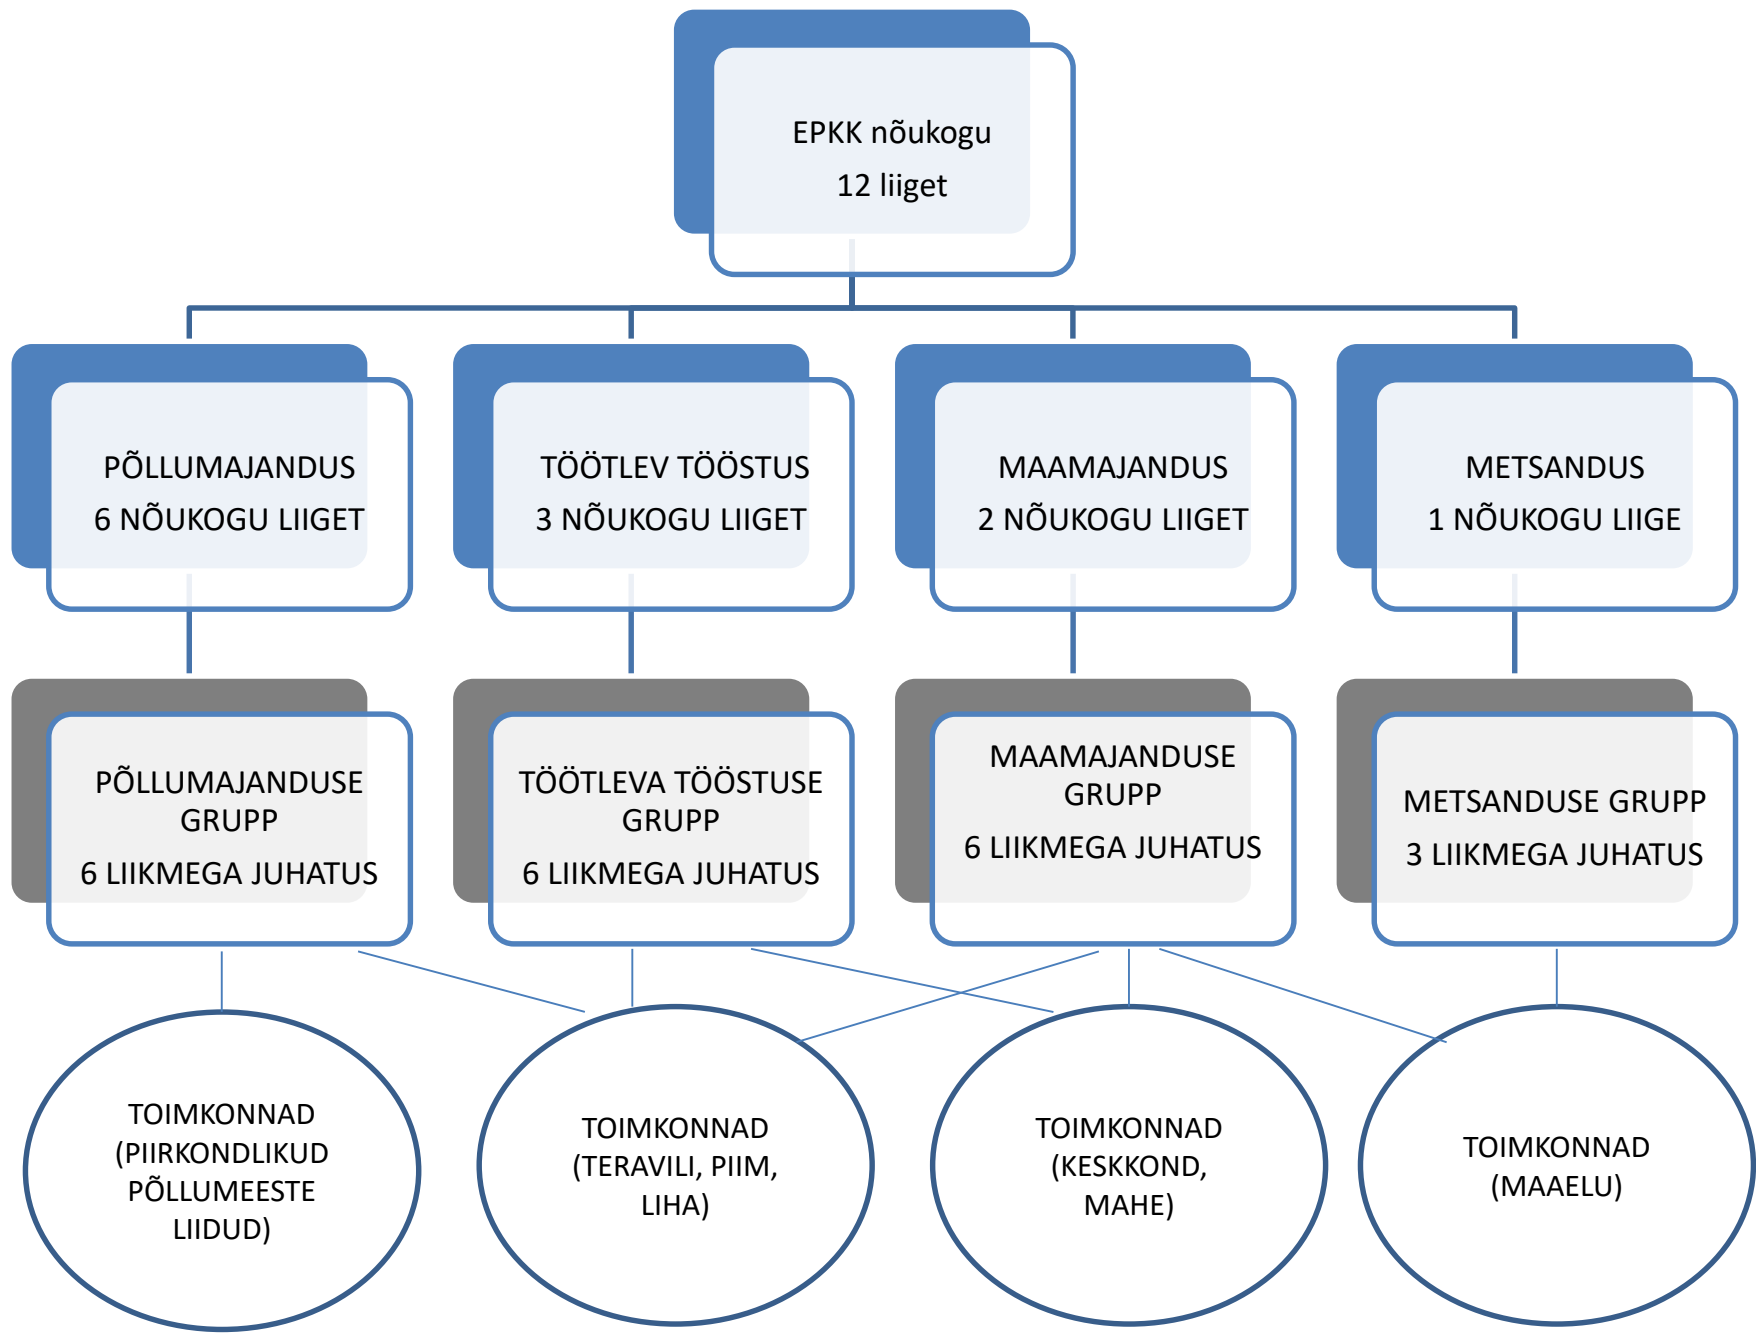 EPKK nõukogu
12 liiget
PÕLLUMAJANDUS
6 NÕUKOGU LIIGET
TÖÖTLEV TÖÖSTUS
3 NÕUKOGU LIIGET
MAAMAJANDUS
2 NÕUKOGU LIIGET
METSANDUS
1 NÕUKOGU LIIGE
PÕLLUMAJANDUSE
GRUPP
6 LIIKMEGA JUHATUS
TÖÖTLEVA TÖÖSTUSE
GRUPP
6 LIIKMEGA JUHATUS
MAAMAJANDUSE
GRUPP
6 LIIKMEGA JUHATUS
METSANDUSE GRUPP
3 LIIKMEGA JUHATUS
TOIMKONNAD
(PIIRKONDLIKUD
PÕLLUMEESTE
LIIDUD)
TOIMKONNAD
(TERAVILI, PIIM,
LIHA)
TOIMKONNAD
(KESKKOND,
MAHE)
TOIMKONNAD
(MAAELU)